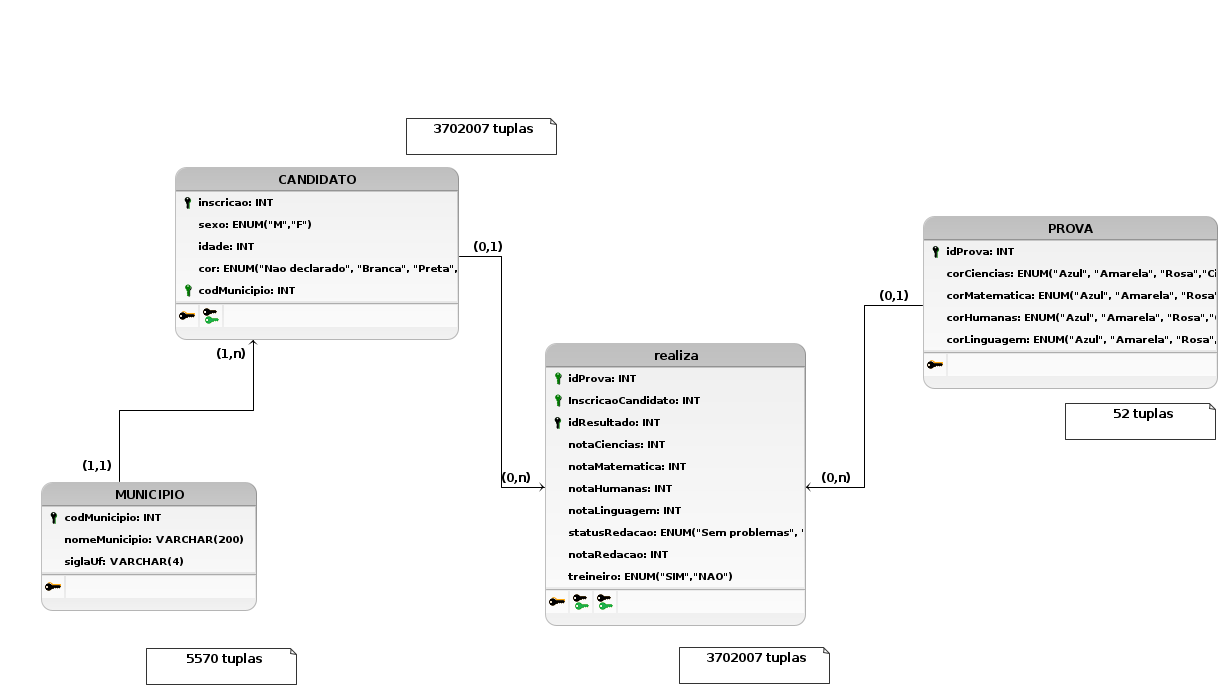 3702007 tuplas
CANDIDATO
inscricao: INT
sexo: ENUM("M","F")
idade: INT
cor: ENUM("Nao declarado", "Branca", "Preta",
codMunicipio: INT
(0,1)
(1,n)
(1,1)
MUNICIPIO
codMunicipio: INT
nomeMunicipio: VARCHAR(200)
siglaUf: VARCHAR(4)
5570 tuplas
(0,n)
realiza
idProva: INT
InscricaoCandidato: INT
idResultado: INT
notaCiencias: INT
notaMatematica: INT
notaHumanas: INT
notaLinguagem: INT
statusRedacao: ENUM("Sem problemas", "
notaRedacao: INT
treineiro: ENUM("SIM","NAO")
3702007 tuplas
(0,n)
(0,1)
PROVA
idProva: INT
corCiencias: ENUM("Azul", "Amarela", "Rosa","Ci
corMatematica: ENUM("Azul", "Amarela", "Rosa"
corHumanas: ENUM("Azul", "Amarela", "Rosa","
corLinguagem: ENUM("Azul", "Amarela", "Rosa",
52 tuplas